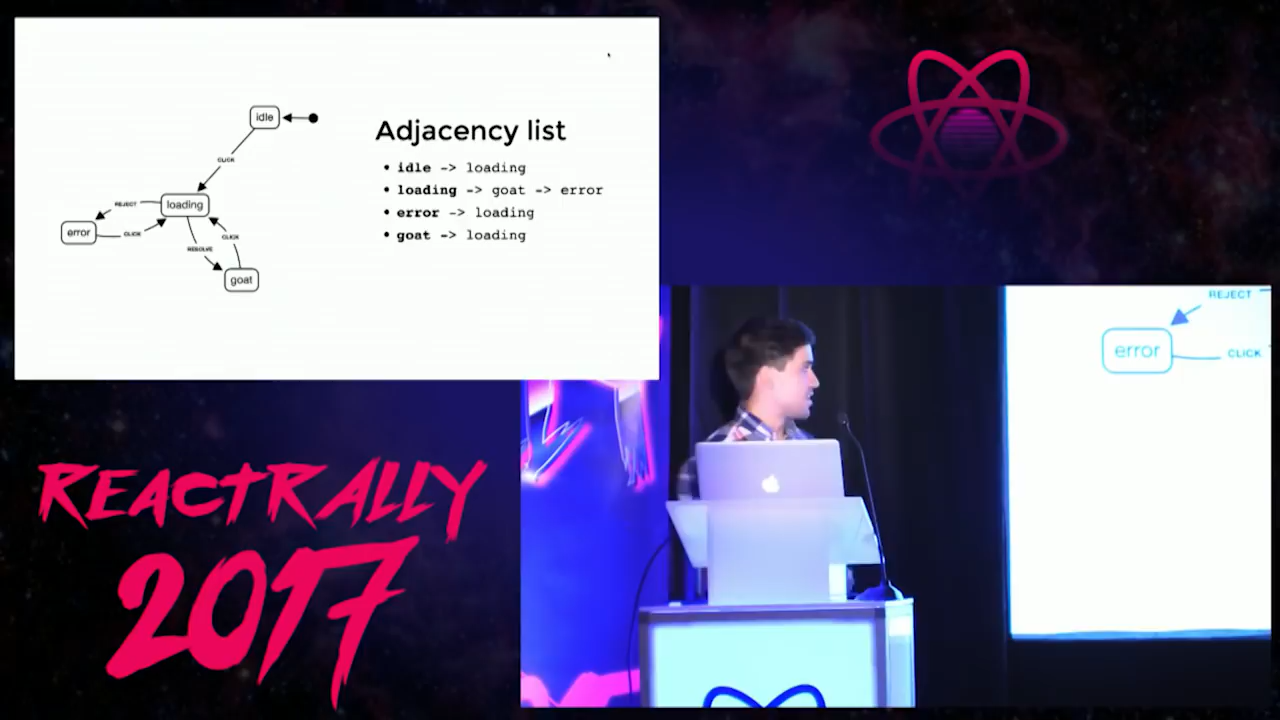 idle
CLICK
loading
REJECT
error
CLICK
CLICK
RESOLVE
goat
Adjacency list
• idle -> loading
• loading -> goat -> error
• error -> loading
• goat -> loading
REJECT
error
CLICK
REACTRALLY
2017